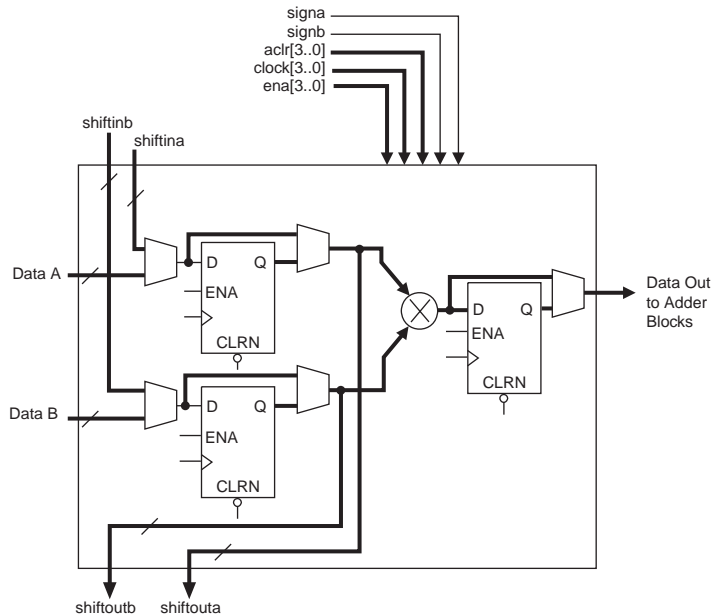 signa
signb
aclr[3..0]
clock[3..0]
ena[3..0]
shiftinb
shiftina
Data A
D Q
ENA
CLRN
Data B
D Q
ENA
CLRN
D Q
ENA
CLRN
Data Out
to Adder
Blocks
shiftoutb
shiftouta